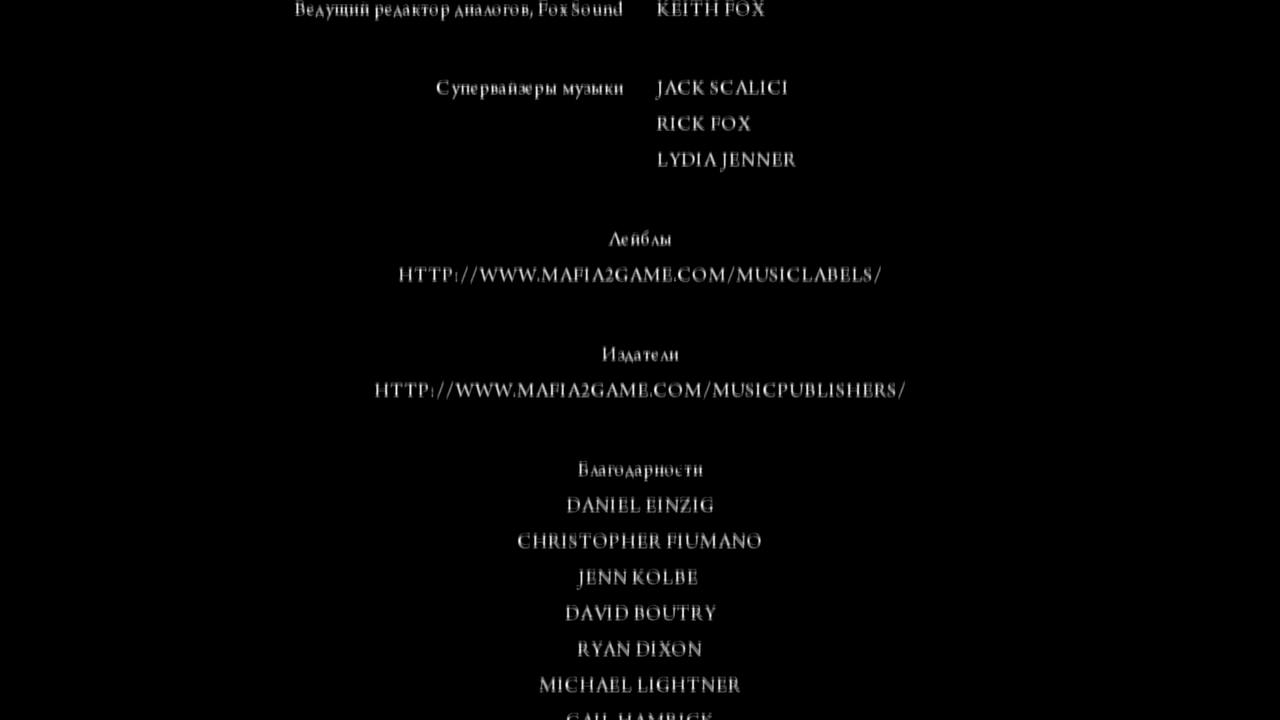 Ведущий редактор диалогов, Fox Sound KEITH FOX
Супервайзеры музыки JACK SCALICI
RICK FOX
LYDIA JENNER
Лейблы
HTTP://WWW.MAFIA2GAME.COM/MUSICLABELS/
Издатели
HTTP://WWW.MAFIA2GAME.COM/MUSICPUBLISHERS/
Благодарности
DANIEL EINZIG
CHRISTOPHER FIUMANO
JENN KOLBE
DAVID BOUTRY
RYAN DIXON
MICHAEL LIGHTNER
GAIL HAMRICK